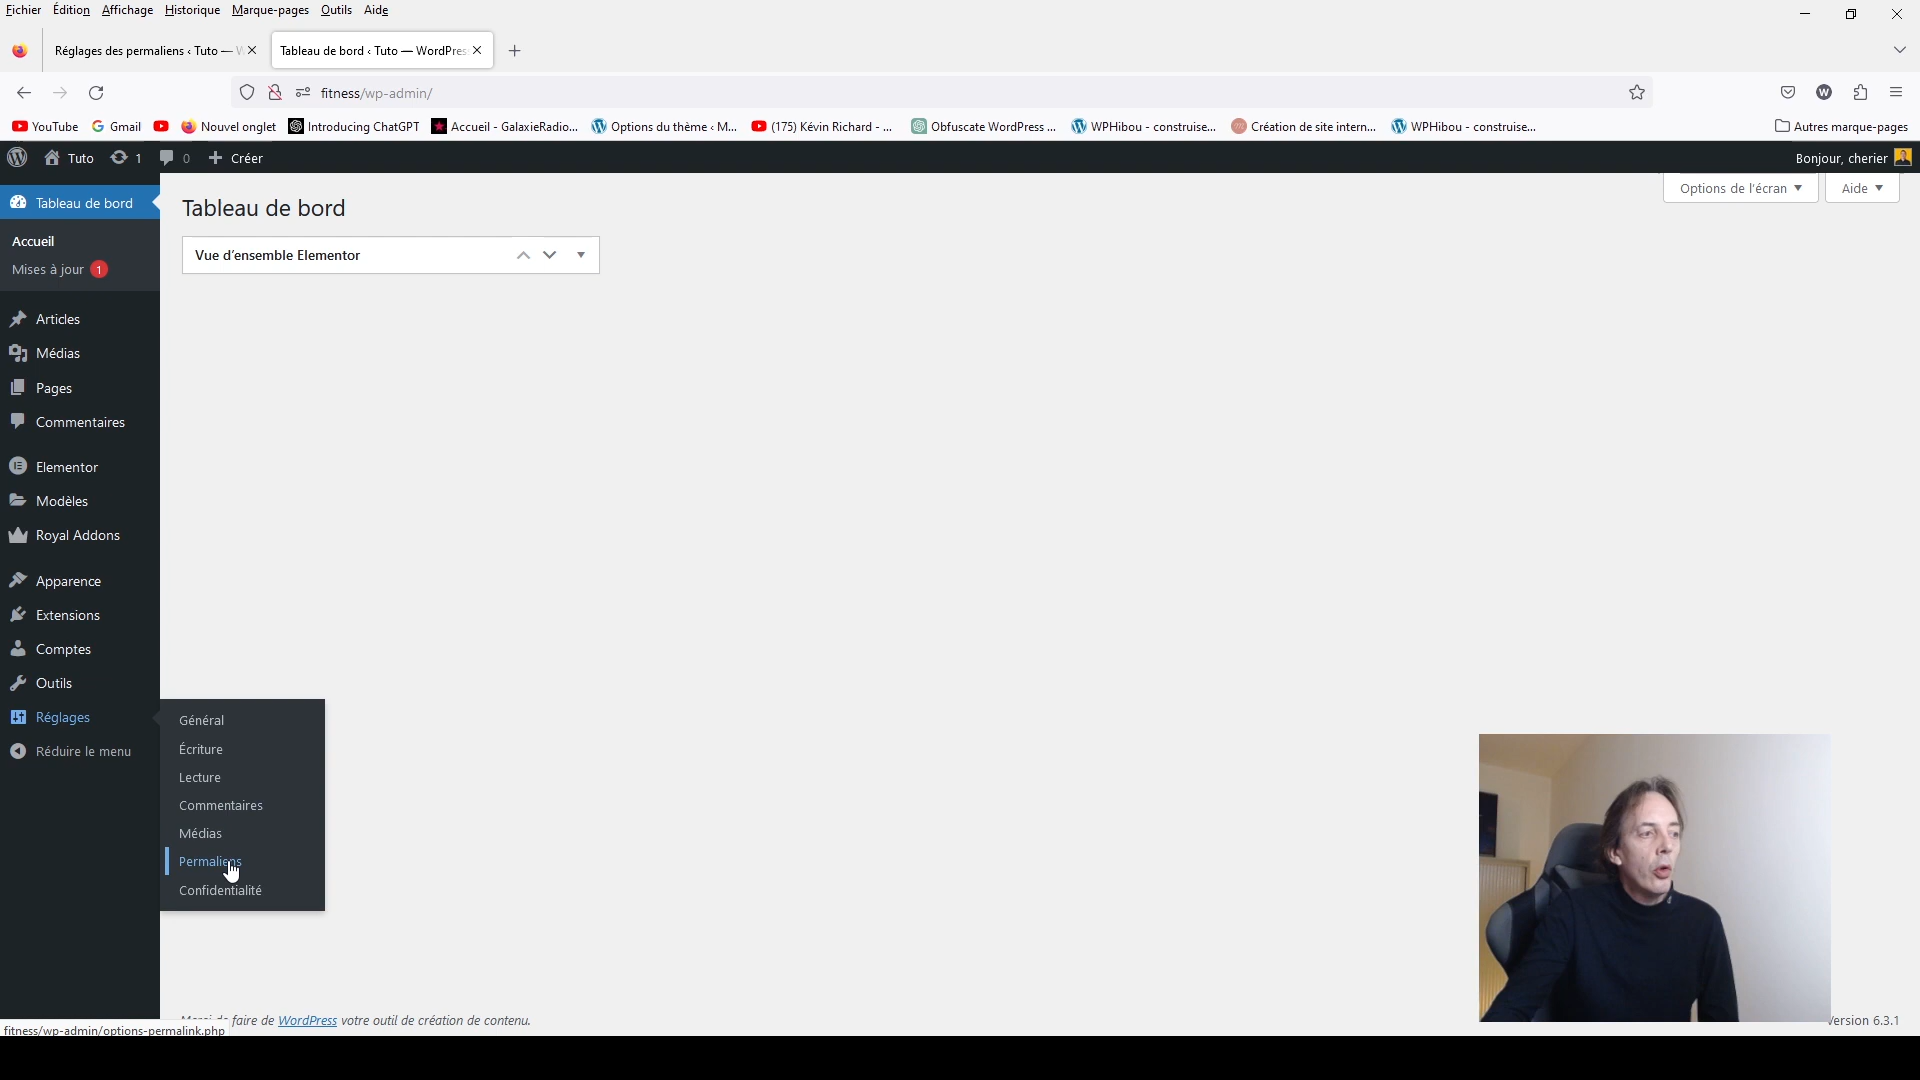 Fichier Édition Affichage Historique Marque-pages Outils Aide
Réglages des permaliens ‹ Tuto — W
Tableau de bord ‹ Tuto — WordPres
fitness/wp-admin/
YouTube Gmail Nouvel onglet Introducing ChatGPT Accueil - GalaxieRadio... Options du thème ‹ M... (175) Kévin Richard - ... Obfuscate WordPress ... WPHibou - construise... Création de site intern... WPHibou - construise... Autres marque-pages
Tuto 1 0 Créer Bonjour, cherier
Options de l'écran Aide
Tableau de bord
Accueil
Mises à jour 1
Articles
Médias
Pages
Commentaires
Elementor
Modèles
Royal Addons
Apparence
Extensions
Comptes
Outils
Réglages
Réduire le menu
Général
Écriture
Lecture
Commentaires
Médias
Permaliens
Confidentialité
Tableau de bord
Vue d’ensemble Elementor
faire de WordPress votre outil de création de contenu.
Version 6.3.1
fitness/wp-admin/options-permalink.php